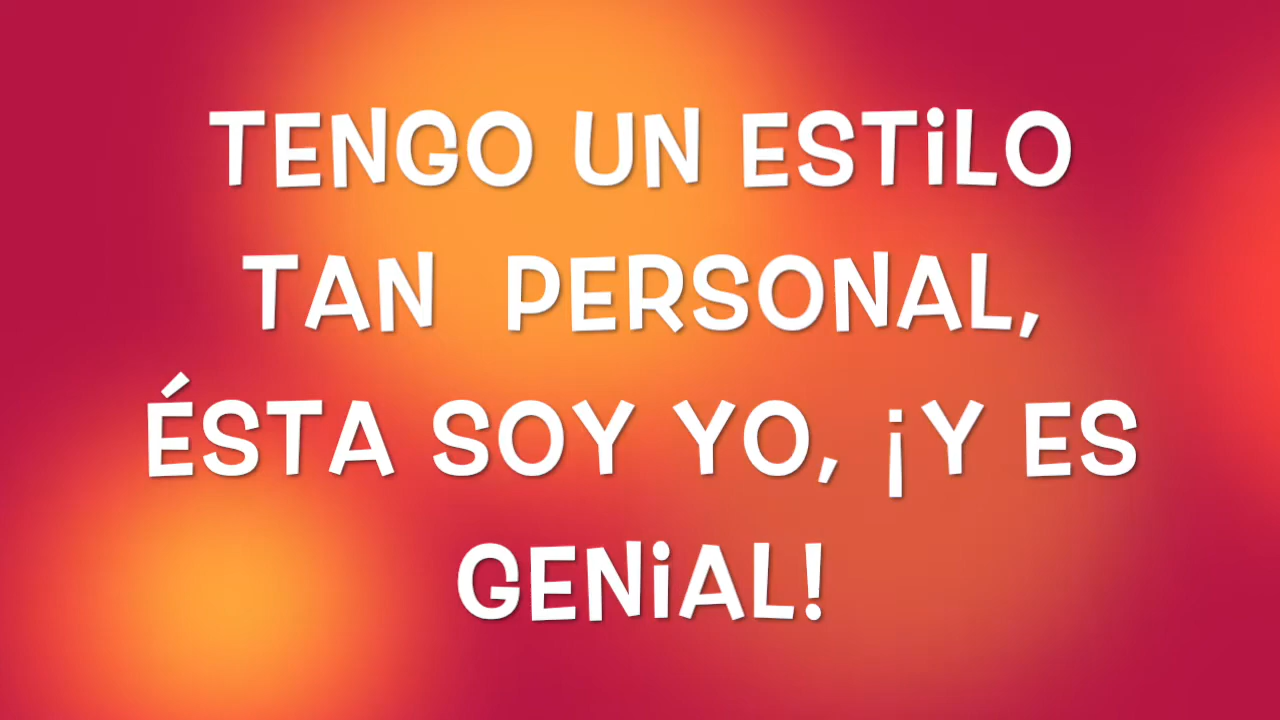 TENGO UN ESTiLO
TAN PERSONAL,
ÉSTA SOY YO, ¡Y ES
GENiAL!